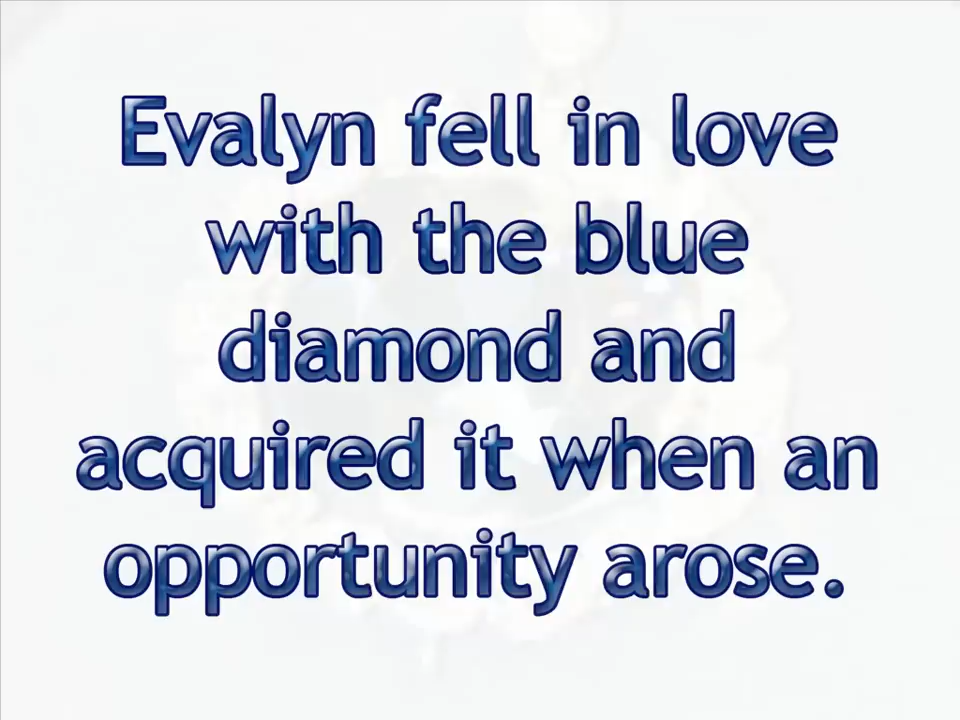 Evalyn fell in love
with the blue
diamond and
acquired it when an
opportunity arose.